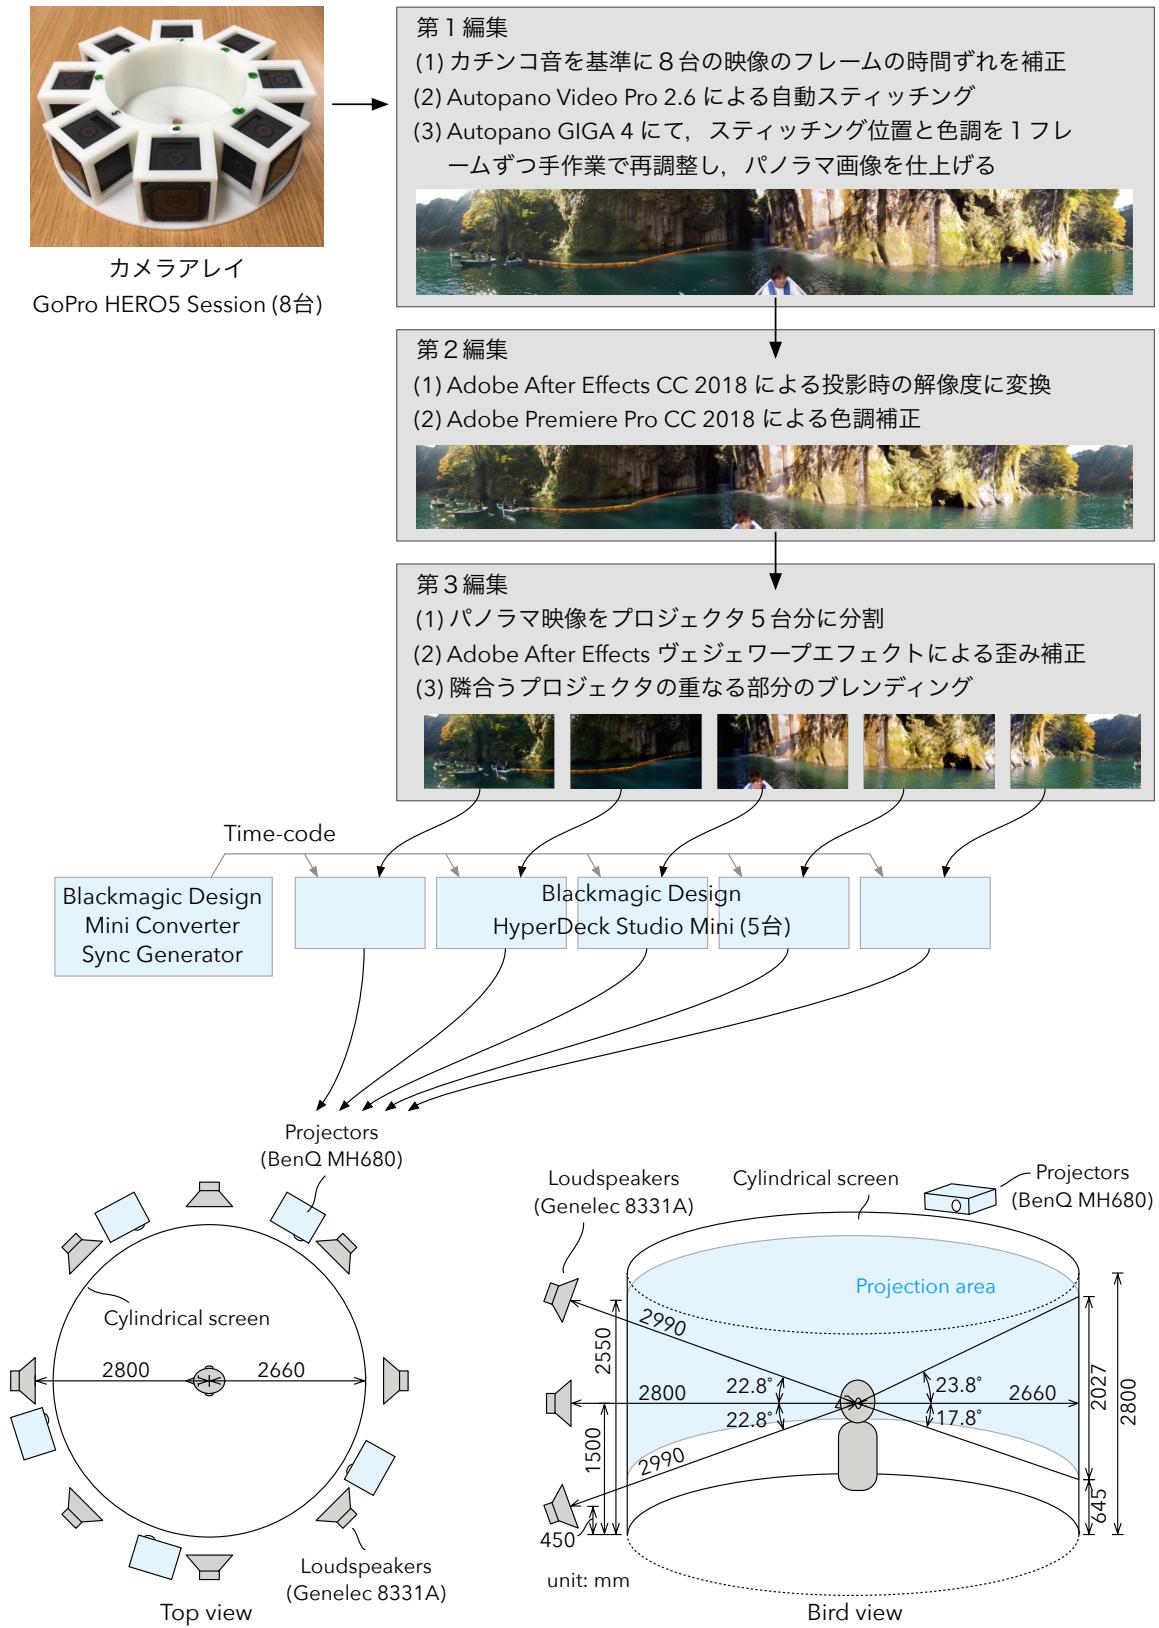 カメラアレイ
GoPro HERO5 Session (8台)
第１編集
(1) カチンコ音を基準に８台の映像のフレームの時間ずれを補正
(2) Autopano Video Pro 2.6 による自動スティッチング
(3) Autopano GIGA 4 にて，スティッチング位置と色調を１フレ
ームずつ手作業で再調整し，パノラマ画像を仕上げる
第２編集
(1) Adobe After Effects CC 2018 による投影時の解像度に変換
(2) Adobe Premiere Pro CC 2018 による色調補正
第３編集
(1) パノラマ映像をプロジェクタ５台分に分割
(2) Adobe After Effects ヴェジェワープエフェクトによる歪み補正
(3) 隣合うプロジェクタの重なる部分のブレンディング
Time-code
Blackmagic Design
Mini Converter
Sync Generator
Blackmagic Design
HyperDeck Studio Mini (5台)
Projectors
(BenQ MH680)
Cylindrical screen
2800
2660
Loudspeakers
(Genelec 8331A)
Top view
Loudspeakers
(Genelec 8331A)
Cylindrical screen
Projectors
(BenQ MH680)
Projection area
2990
2550
2800
22.8°
23.8°
2660
22.8°
17.8°
2027
2800
1500
2990
645
450
unit: mm
Bird view